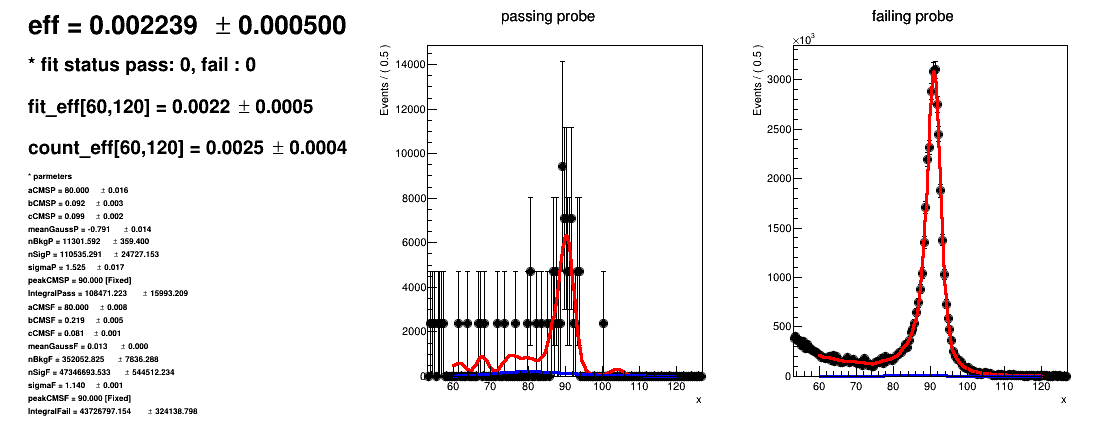 eff = 0.002239 ± 0.000500
* fit status pass: 0, fail : 0
fit_eff[60,120] = 0.0022 ± 0.0005
count_eff[60,120] = 0.0025 ± 0.0004
* parmeters
aCMSP = 80.000 ± 0.016
bCMSP = 0.092 ± 0.003
cCMSP = 0.099 ± 0.002
meanGaussP = -0.791 ± 0.014
nBkgP = 11301.592 ± 359.400
nSigP = 110535.291 ± 24727.153
sigmaP = 1.525 ± 0.017
peakCMSP = 90.000 [Fixed]
IntegralPass = 108471.223 ± 15993.209
aCMSF = 80.000 ± 0.008
bCMSF = 0.219 ± 0.005
cCMSF = 0.081 ± 0.001
meanGaussF = 0.013 ± 0.000
nBkgF = 352052.825 ± 7836.288
nSigF = 47346693.533 ± 544512.234
sigmaF = 1.140 ± 0.001
peakCMSF = 90.000 [Fixed]
IntegralFail = 43726797.154 ± 324138.798
passing probe
Events / ( 0.5 )
14000
12000
10000
8000
6000
4000
2000
0
60 70 80 90 100 110 120
x
failing probe
×10³
Events / ( 0.5 )
3000
2500
2000
1500
1000
500
0
60 70 80 90 100 110 120
x